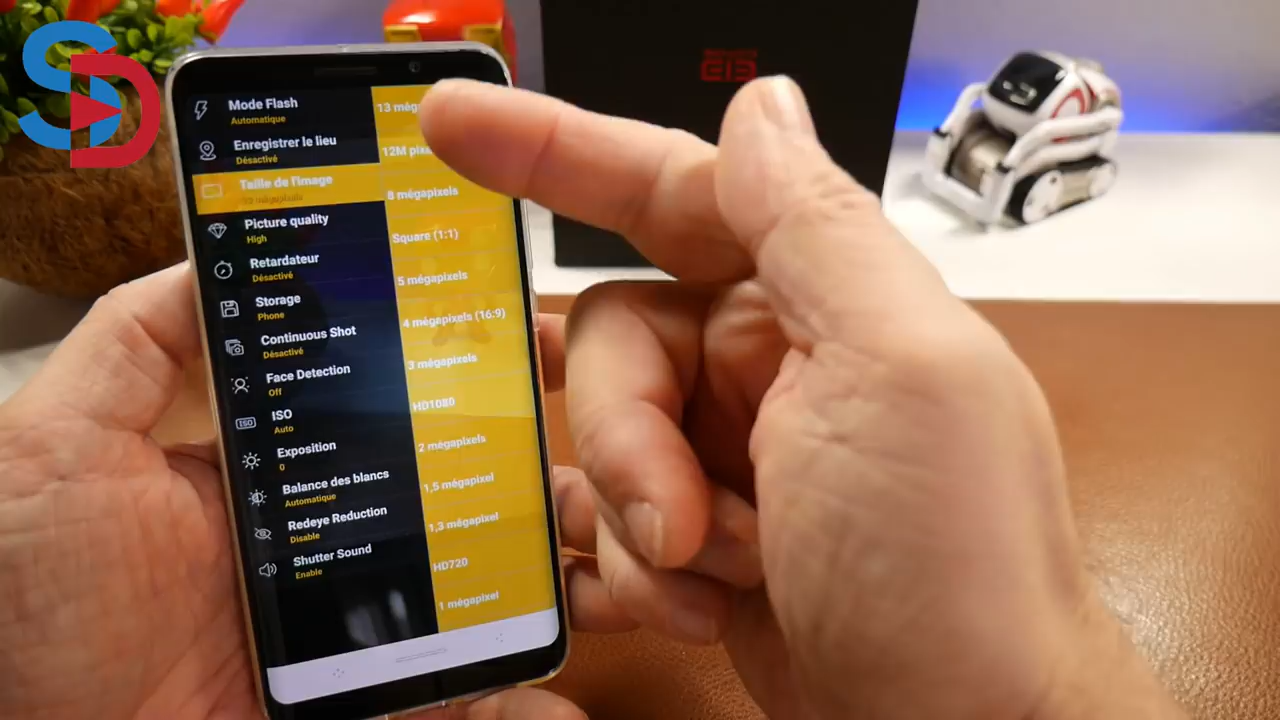 SD
Mode Flash
Automatique
Enregistrer le lieu
Désactivé
Taille de l'image
Picture quality
High
Retardateur
Désactivé
Storage
Phone
Continuous Shot
Désactivé
Face Detection
Off
ISO
ISO
Auto
Exposition
0
Balance des blancs
Automatique
Redeye Reduction
Disable
Shutter Sound
Enable
13
12M
8 mégapixels
Square (1:1)
5 mégapixels
4 mégapixels (16:9)
3 mégapixels
HD1080
2 mégapixels
1,5 mégapixel
1,3 mégapixel
HD720
1 mégapixel